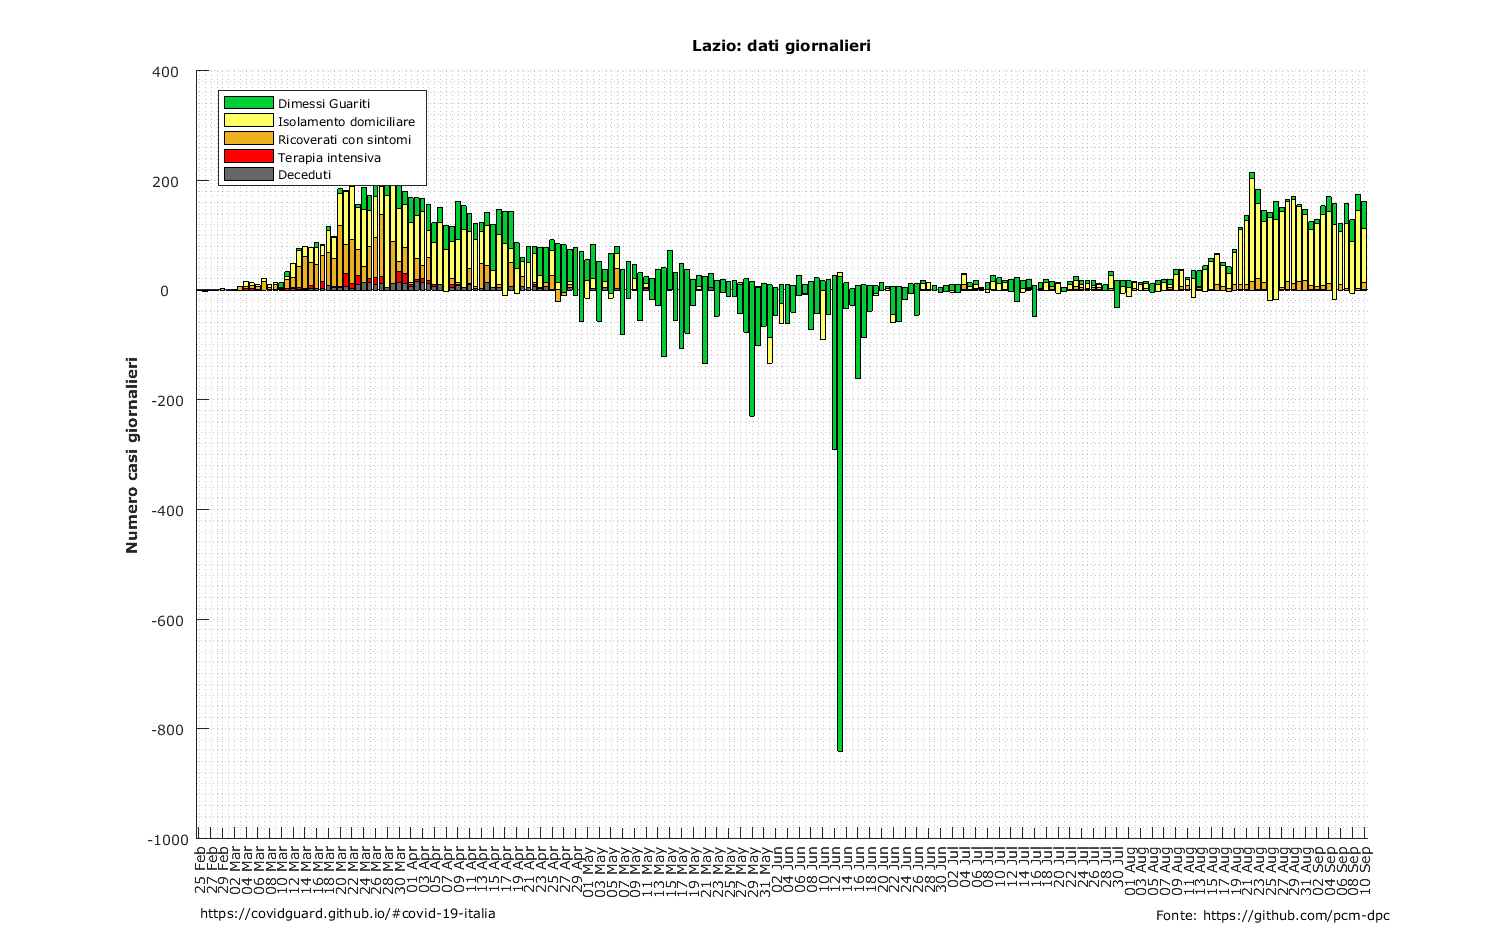 Lazio: dati giornalieri
400
200
0
-200
-400
-600
-800
-1000
Numero casi giornalieri
Dimessi Guariti
Isolamento domiciliare
Ricoverati con sintomi
Terapia intensiva
Deceduti
25 Feb
27 Feb
29 Feb
02 Mar
04 Mar
06 Mar
08 Mar
10 Mar
12 Mar
14 Mar
16 Mar
18 Mar
20 Mar
22 Mar
24 Mar
26 Mar
28 Mar
30 Mar
01 Apr
03 Apr
05 Apr
07 Apr
09 Apr
11 Apr
13 Apr
15 Apr
17 Apr
19 Apr
21 Apr
23 Apr
25 Apr
27 Apr
29 Apr
01 May
03 May
05 May
07 May
09 May
11 May
13 May
15 May
17 May
19 May
21 May
23 May
25 May
27 May
29 May
31 May
02 Jun
04 Jun
06 Jun
08 Jun
10 Jun
12 Jun
14 Jun
16 Jun
18 Jun
20 Jun
22 Jun
24 Jun
26 Jun
28 Jun
30 Jun
02 Jul
04 Jul
06 Jul
08 Jul
10 Jul
12 Jul
14 Jul
16 Jul
18 Jul
20 Jul
22 Jul
24 Jul
26 Jul
28 Jul
30 Jul
01 Aug
03 Aug
05 Aug
07 Aug
09 Aug
11 Aug
13 Aug
15 Aug
17 Aug
19 Aug
21 Aug
23 Aug
25 Aug
27 Aug
29 Aug
31 Aug
02 Sep
04 Sep
06 Sep
08 Sep
10 Sep
https://covidguard.github.io/#covid-19-italia
Fonte: https://github.com/pcm-dpc